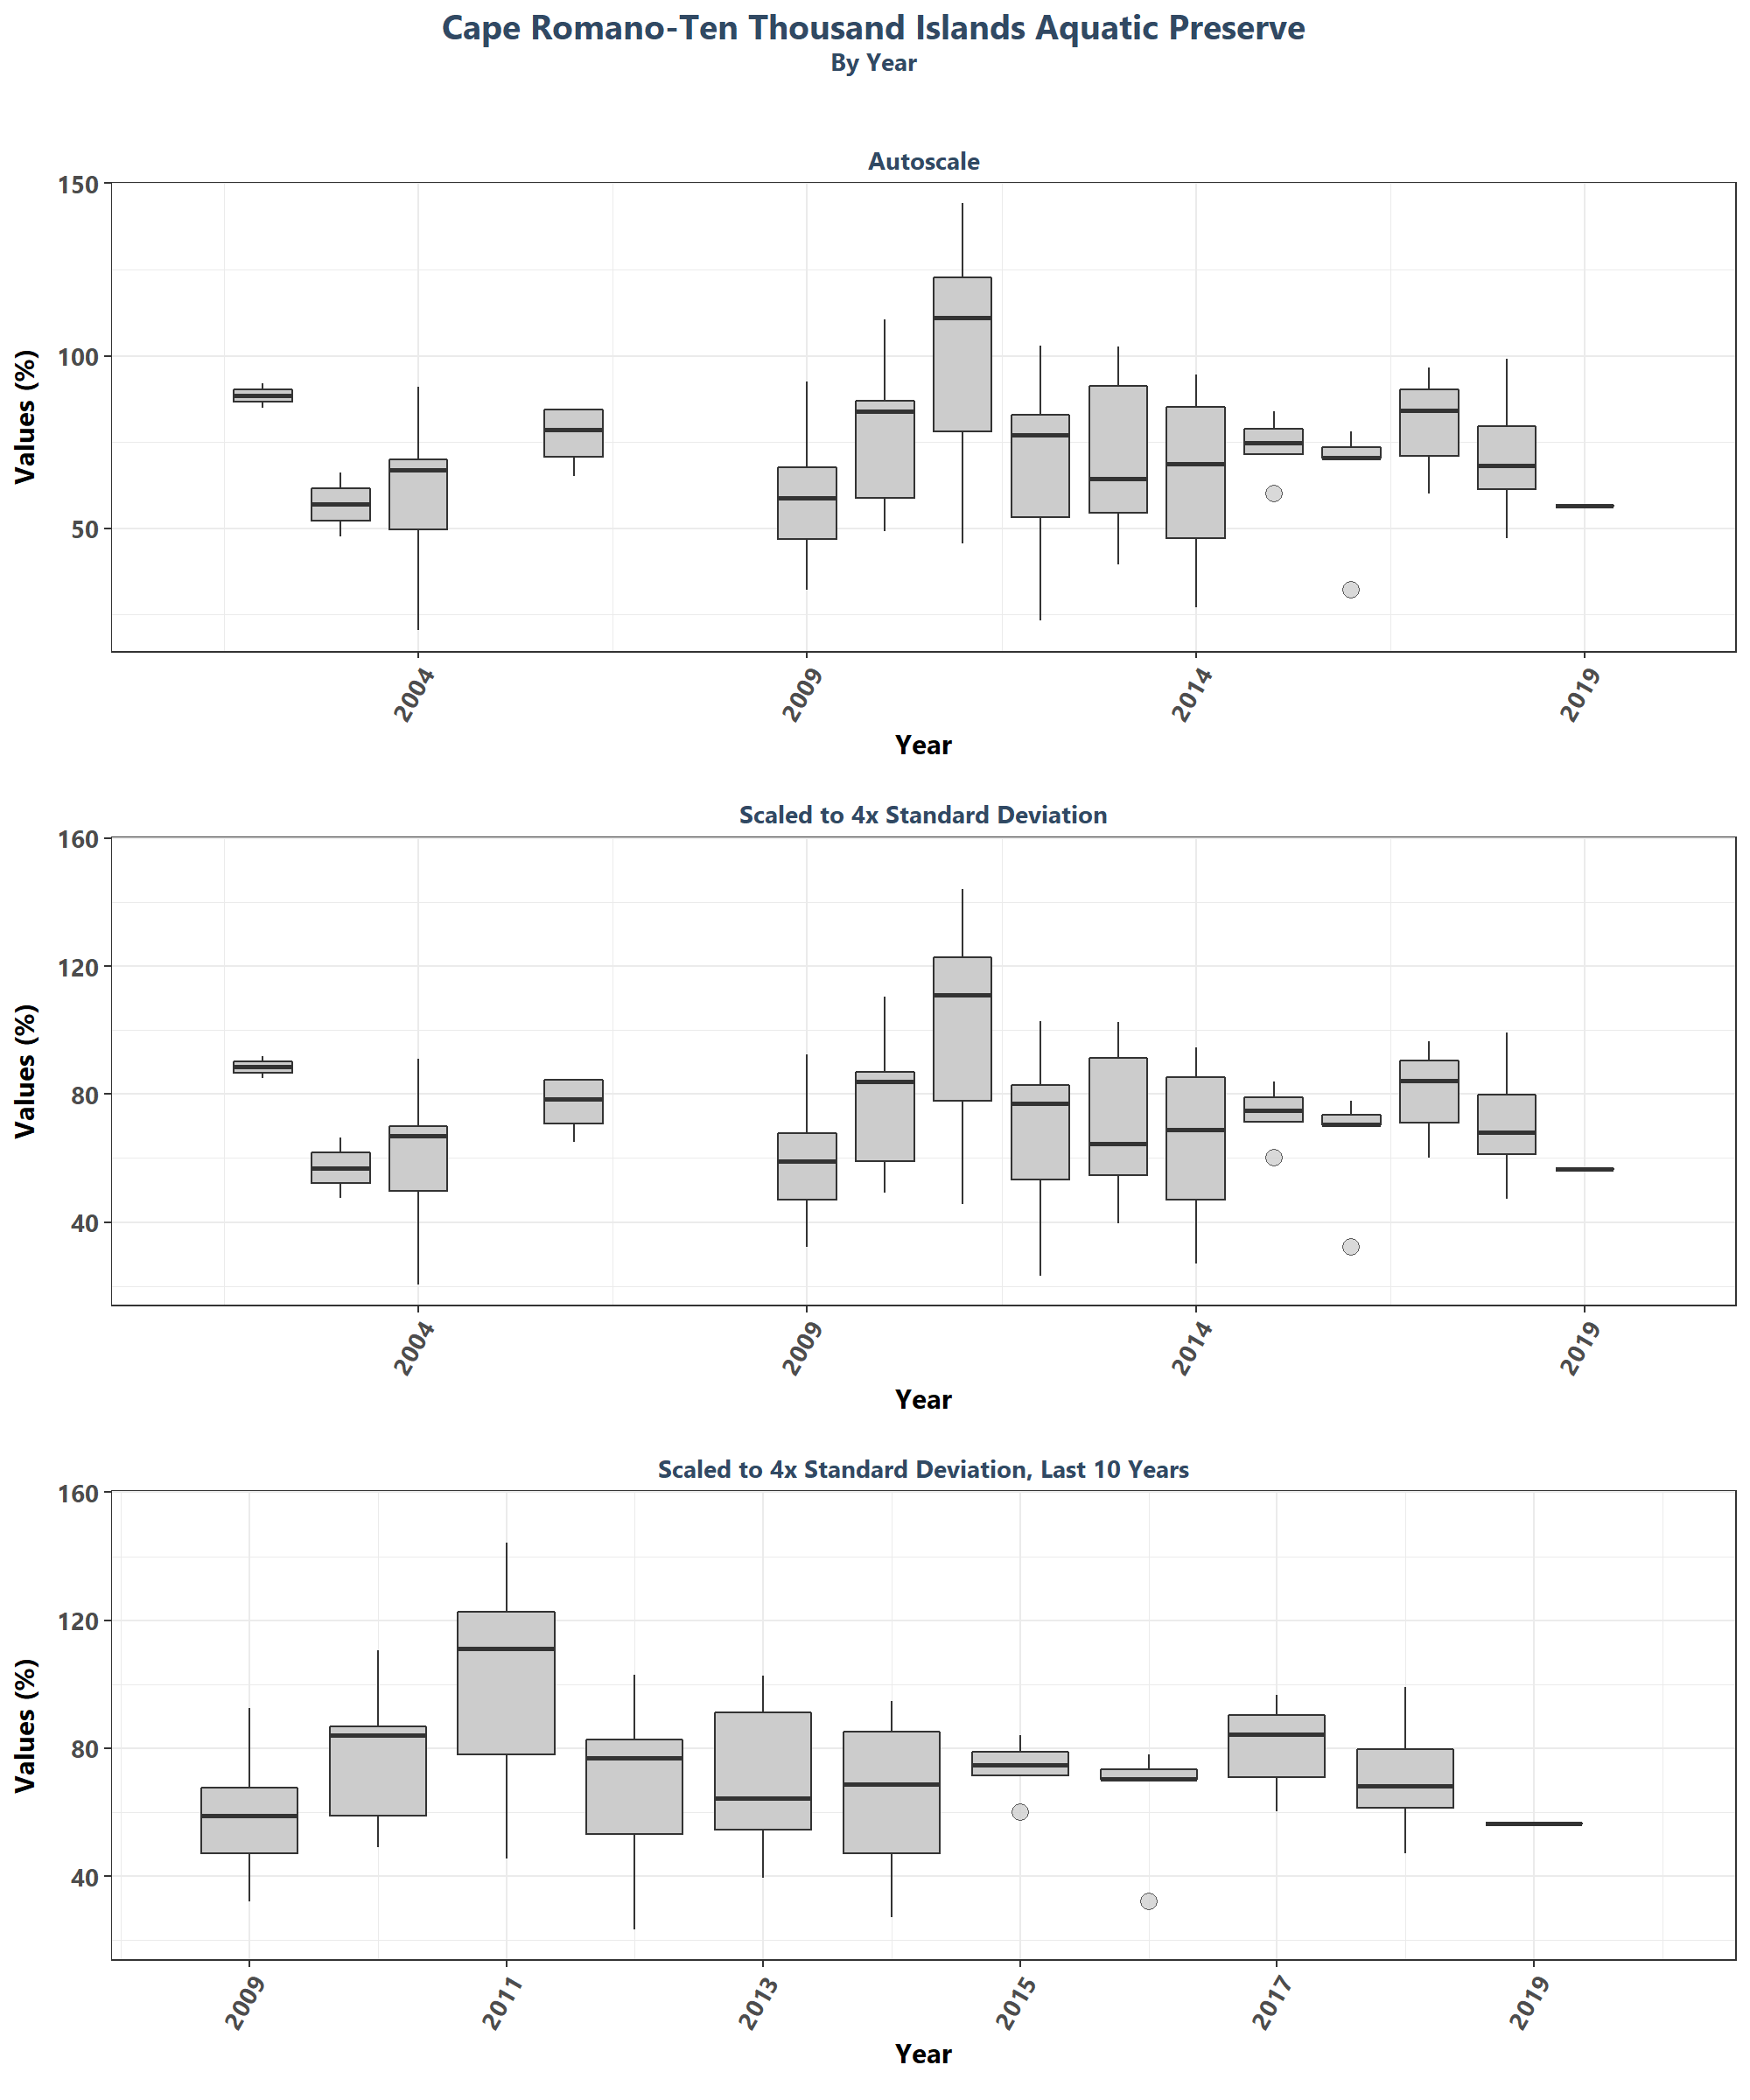 Cape Romano-Ten Thousand Islands Aquatic Preserve
By Year
Autoscale
150
100
50
Values (%)
2004 2009 2014 2019
Year
Scaled to 4x Standard Deviation
160
120
80
40
Values (%)
2004 2009 2014 2019
Year
Scaled to 4x Standard Deviation, Last 10 Years
160
120
80
40
Values (%)
2009 2011 2013 2015 2017 2019
Year